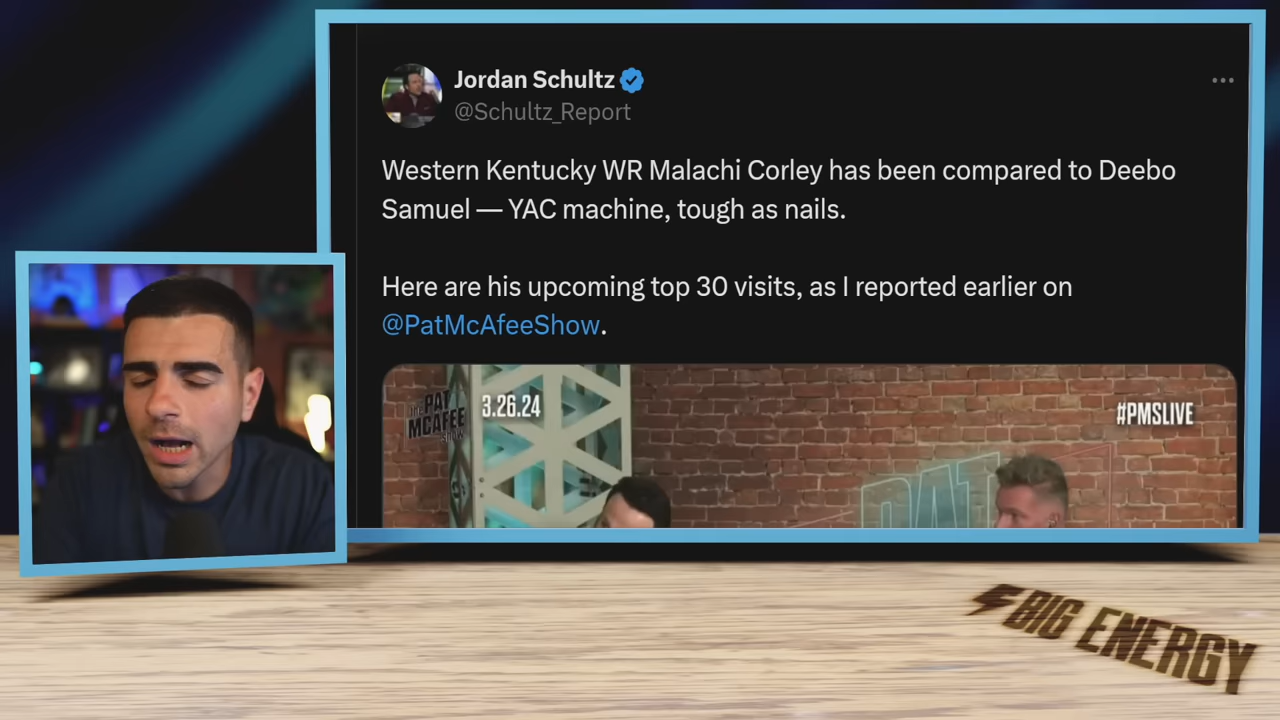 Jordan Schultz
@Schultz_Report
Western Kentucky WR Malachi Corley has been compared to Deebo
Samuel — YAC machine, tough as nails.
Here are his upcoming top 30 visits, as I reported earlier on
@PatMcAfeeShow.
THE PAT
MCAFEE
SHOW
3.26.24
#PMSLIVE
PAT
BIG ENERGY